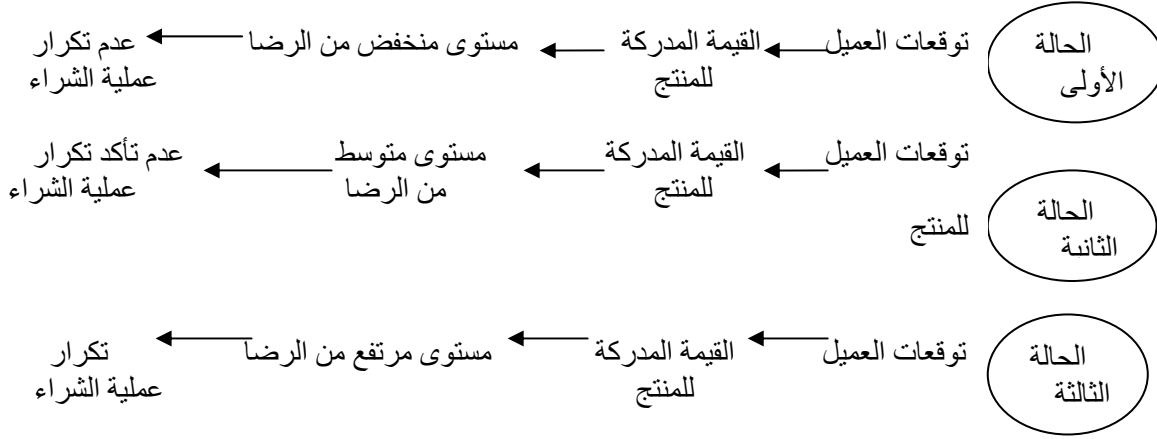 الحالة
الأولى
توقعات العميل
القيمة المدركة
للمنتج
مستوى منخفض من الرضا
عدم تكرار
عملية الشراء
الحالة
الثانية
توقعات العميل
للمنتج
القيمة المدركة
للمنتج
مستوى متوسط
من الرضا
عدم تأكد تكرار
عملية الشراء
الحالة
الثالثة
توقعات العميل
القيمة المدركة
للمنتج
مستوى مرتفع من الرضا
تكرار
عملية الشراء